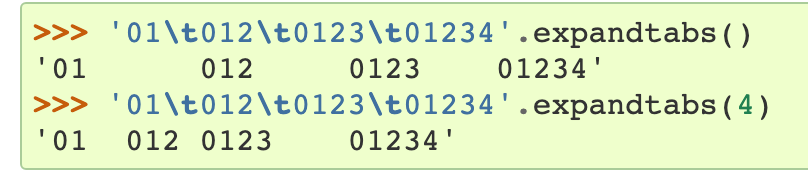 >>> '01\t012\t0123\t01234'.expandtabs()
'01      012     0123    01234'
>>> '01\t012\t0123\t01234'.expandtabs(4)
'01  012 0123    01234'